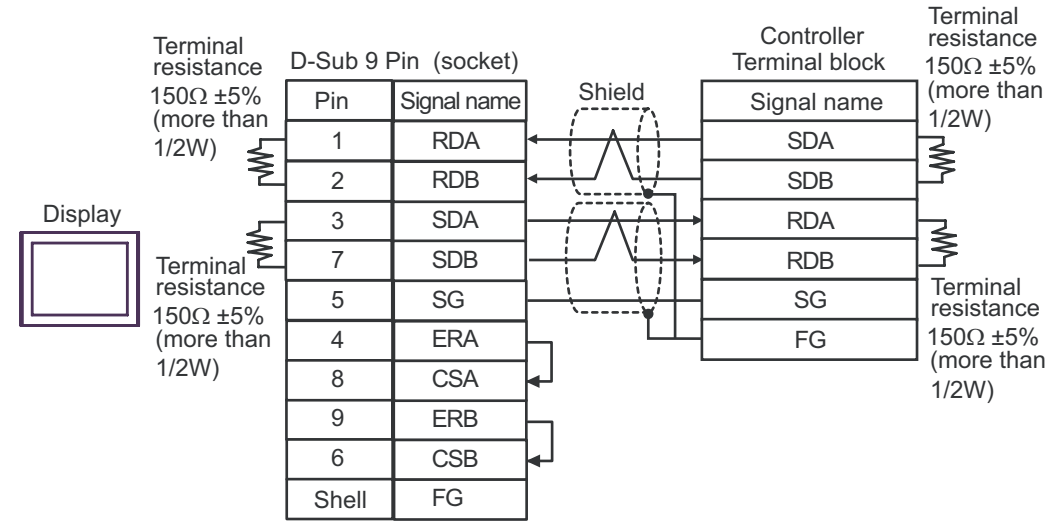 Terminal
resistance
150Ω ±5%
(more than
1/2W)
D-Sub 9 Pin (socket)
Shield
Controller
Terminal block
Terminal
resistance
150Ω ±5%
(more than
1/2W)
Pin Signal name
Signal name
1 RDA
SDA
2 RDB
SDB
3 SDA
RDA
7 SDB
RDB
5 SG
SG
4 ERA
FG
8 CSA
9 ERB
6 CSB
Shell FG
Display
Terminal
resistance
150Ω ±5%
(more than
1/2W)
Terminal
resistance
150Ω ±5%
(more than
1/2W)